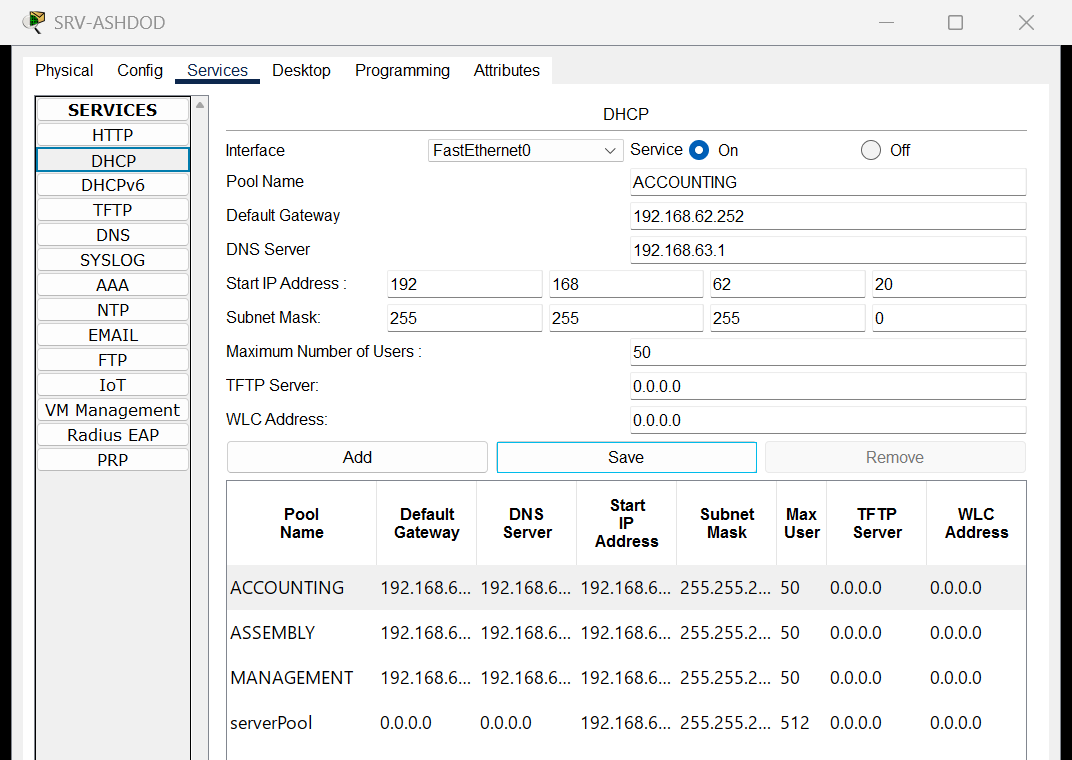 SRV-ASHDOD
Physical Config Services Desktop Programming Attributes
SERVICES
HTTP
DHCP
DHCPv6
TFTP
DNS
SYSLOG
AAA
NTP
EMAIL
FTP
IoT
VM Management
Radius EAP
PRP
DHCP
Interface FastEthernet0 Service On Off
Pool Name ACCOUNTING
Default Gateway 192.168.62.252
DNS Server 192.168.63.1
Start IP Address : 192 168 62 20
Subnet Mask: 255 255 255 0
Maximum Number of Users : 50
TFTP Server: 0.0.0.0
WLC Address: 0.0.0.0
Add Save Remove
Pool Name Default Gateway DNS Server Start IP Address Subnet Mask Max User TFTP Server WLC Address
ACCOUNTING 192.168.6... 192.168.6... 192.168.6... 255.255.2... 50 0.0.0.0 0.0.0.0
ASSEMBLY 192.168.6... 192.168.6... 192.168.6... 255.255.2... 50 0.0.0.0 0.0.0.0
MANAGEMENT 192.168.6... 192.168.6... 192.168.6... 255.255.2... 50 0.0.0.0 0.0.0.0
serverPool 0.0.0.0 0.0.0.0 192.168.6... 255.255.2... 512 0.0.0.0 0.0.0.0